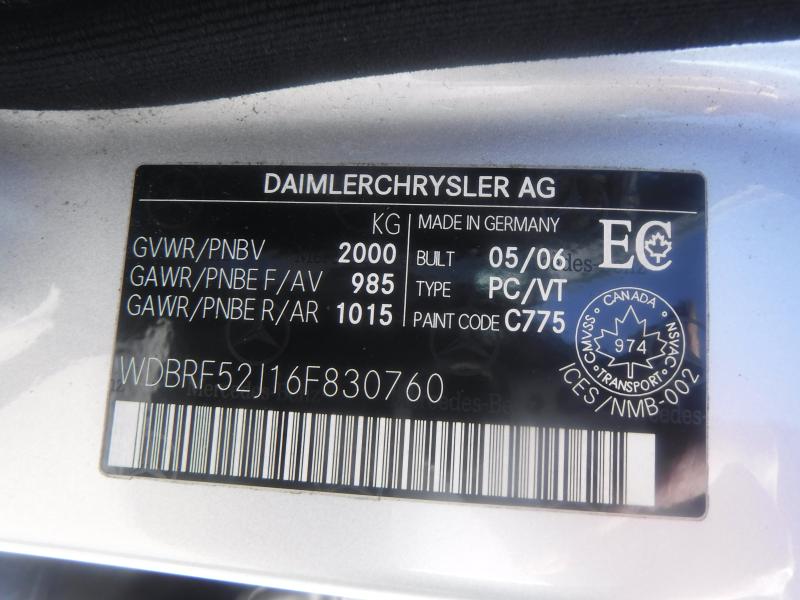 DAIMLERCHRYSLER AG
KG
GVWR/PNBV 2000
GAWR/PNBE F/AV 985
GAWR/PNBE R/AR 1015
MADE IN GERMANY
BUILT 05/06
TYPE PC/VT
PAINT CODE C775
EC
CANADA
CMVSS
NSVAC
974
TRANSPORT
ICES/NMB-002
WDBRF52J16F830760